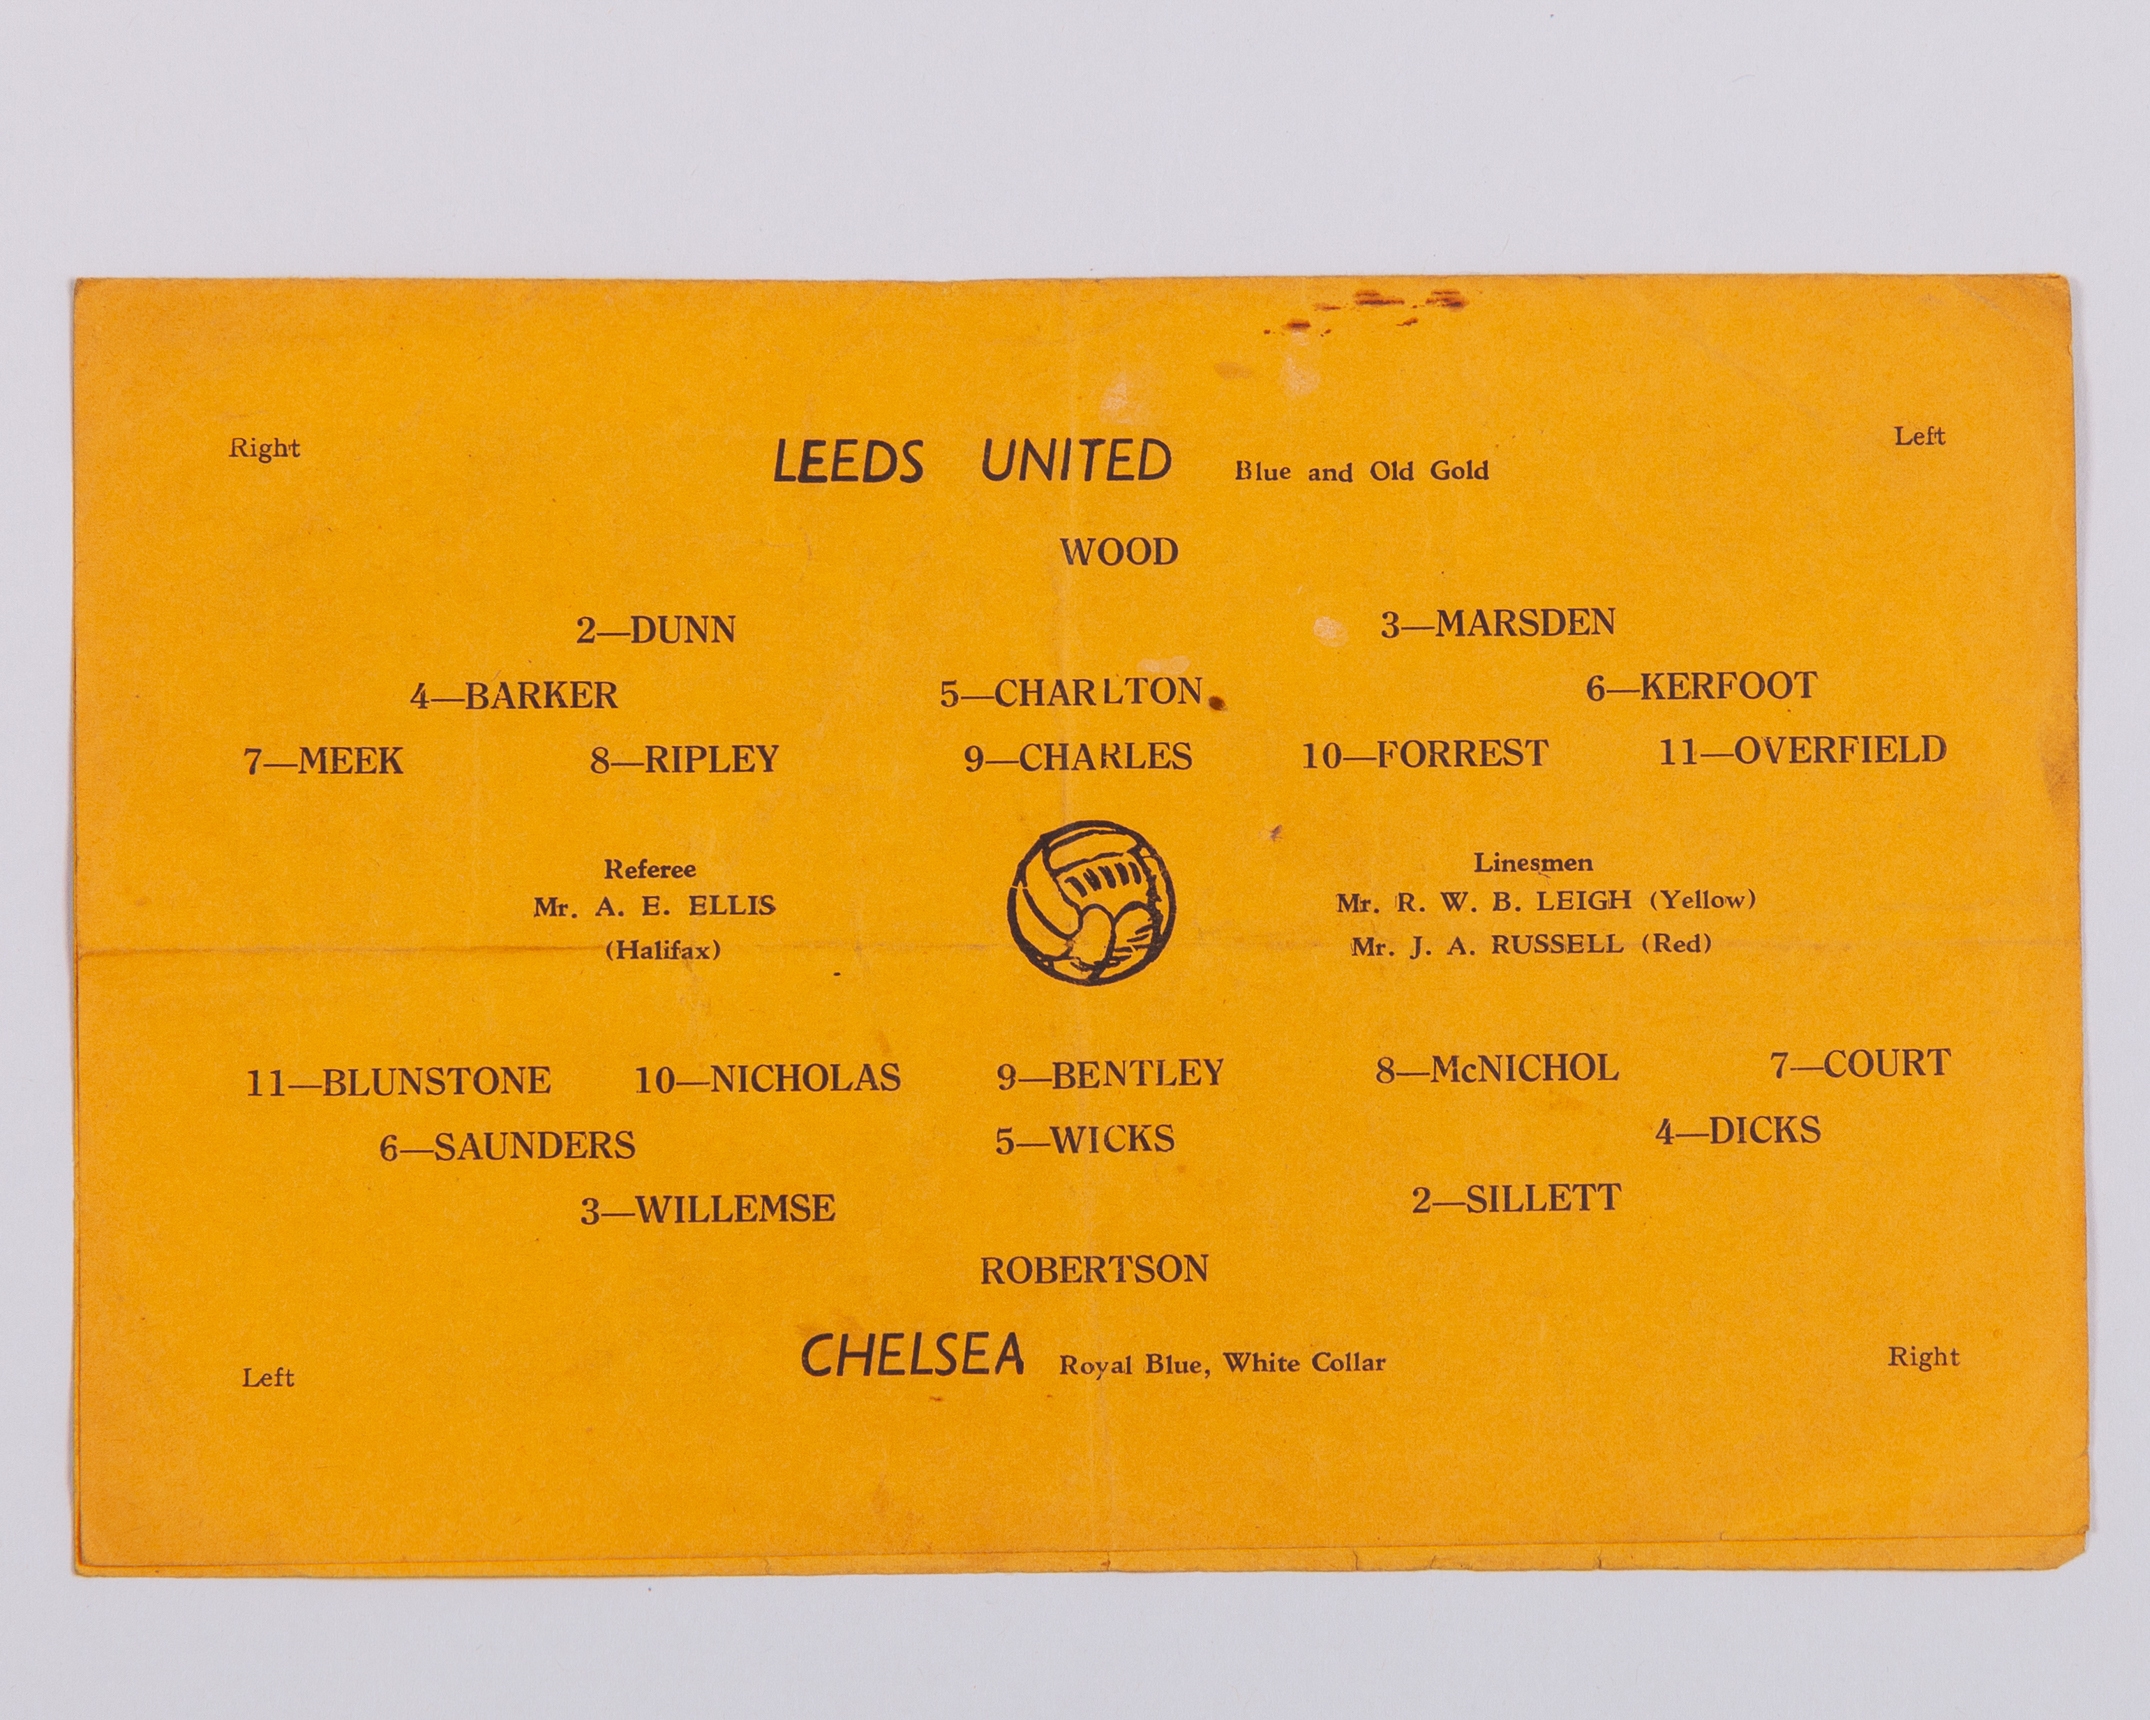 Right LEEDS UNITED Blue and Old Gold Left
WOOD
2—DUNN 3—MARSDEN
4—BARKER 5—CHARLTON 6—KERFOOT
7—MEEK 8—RIPLEY 9—CHARLES 10—FORREST 11—OVERFIELD
Referee
Mr. A. E. ELLIS
(Halifax)
Linesmen
Mr. R. W. B. LEIGH (Yellow)
Mr. J. A. RUSSELL (Red)
11—BLUNSTONE 10—NICHOLAS 9—BENTLEY 8—McNICHOL 7—COURT
6—SAUNDERS 5—WICKS 4—DICKS
3—WILLEMSE 2—SILLETT
ROBERTSON
Left CHELSEA Royal Blue, White Collar Right